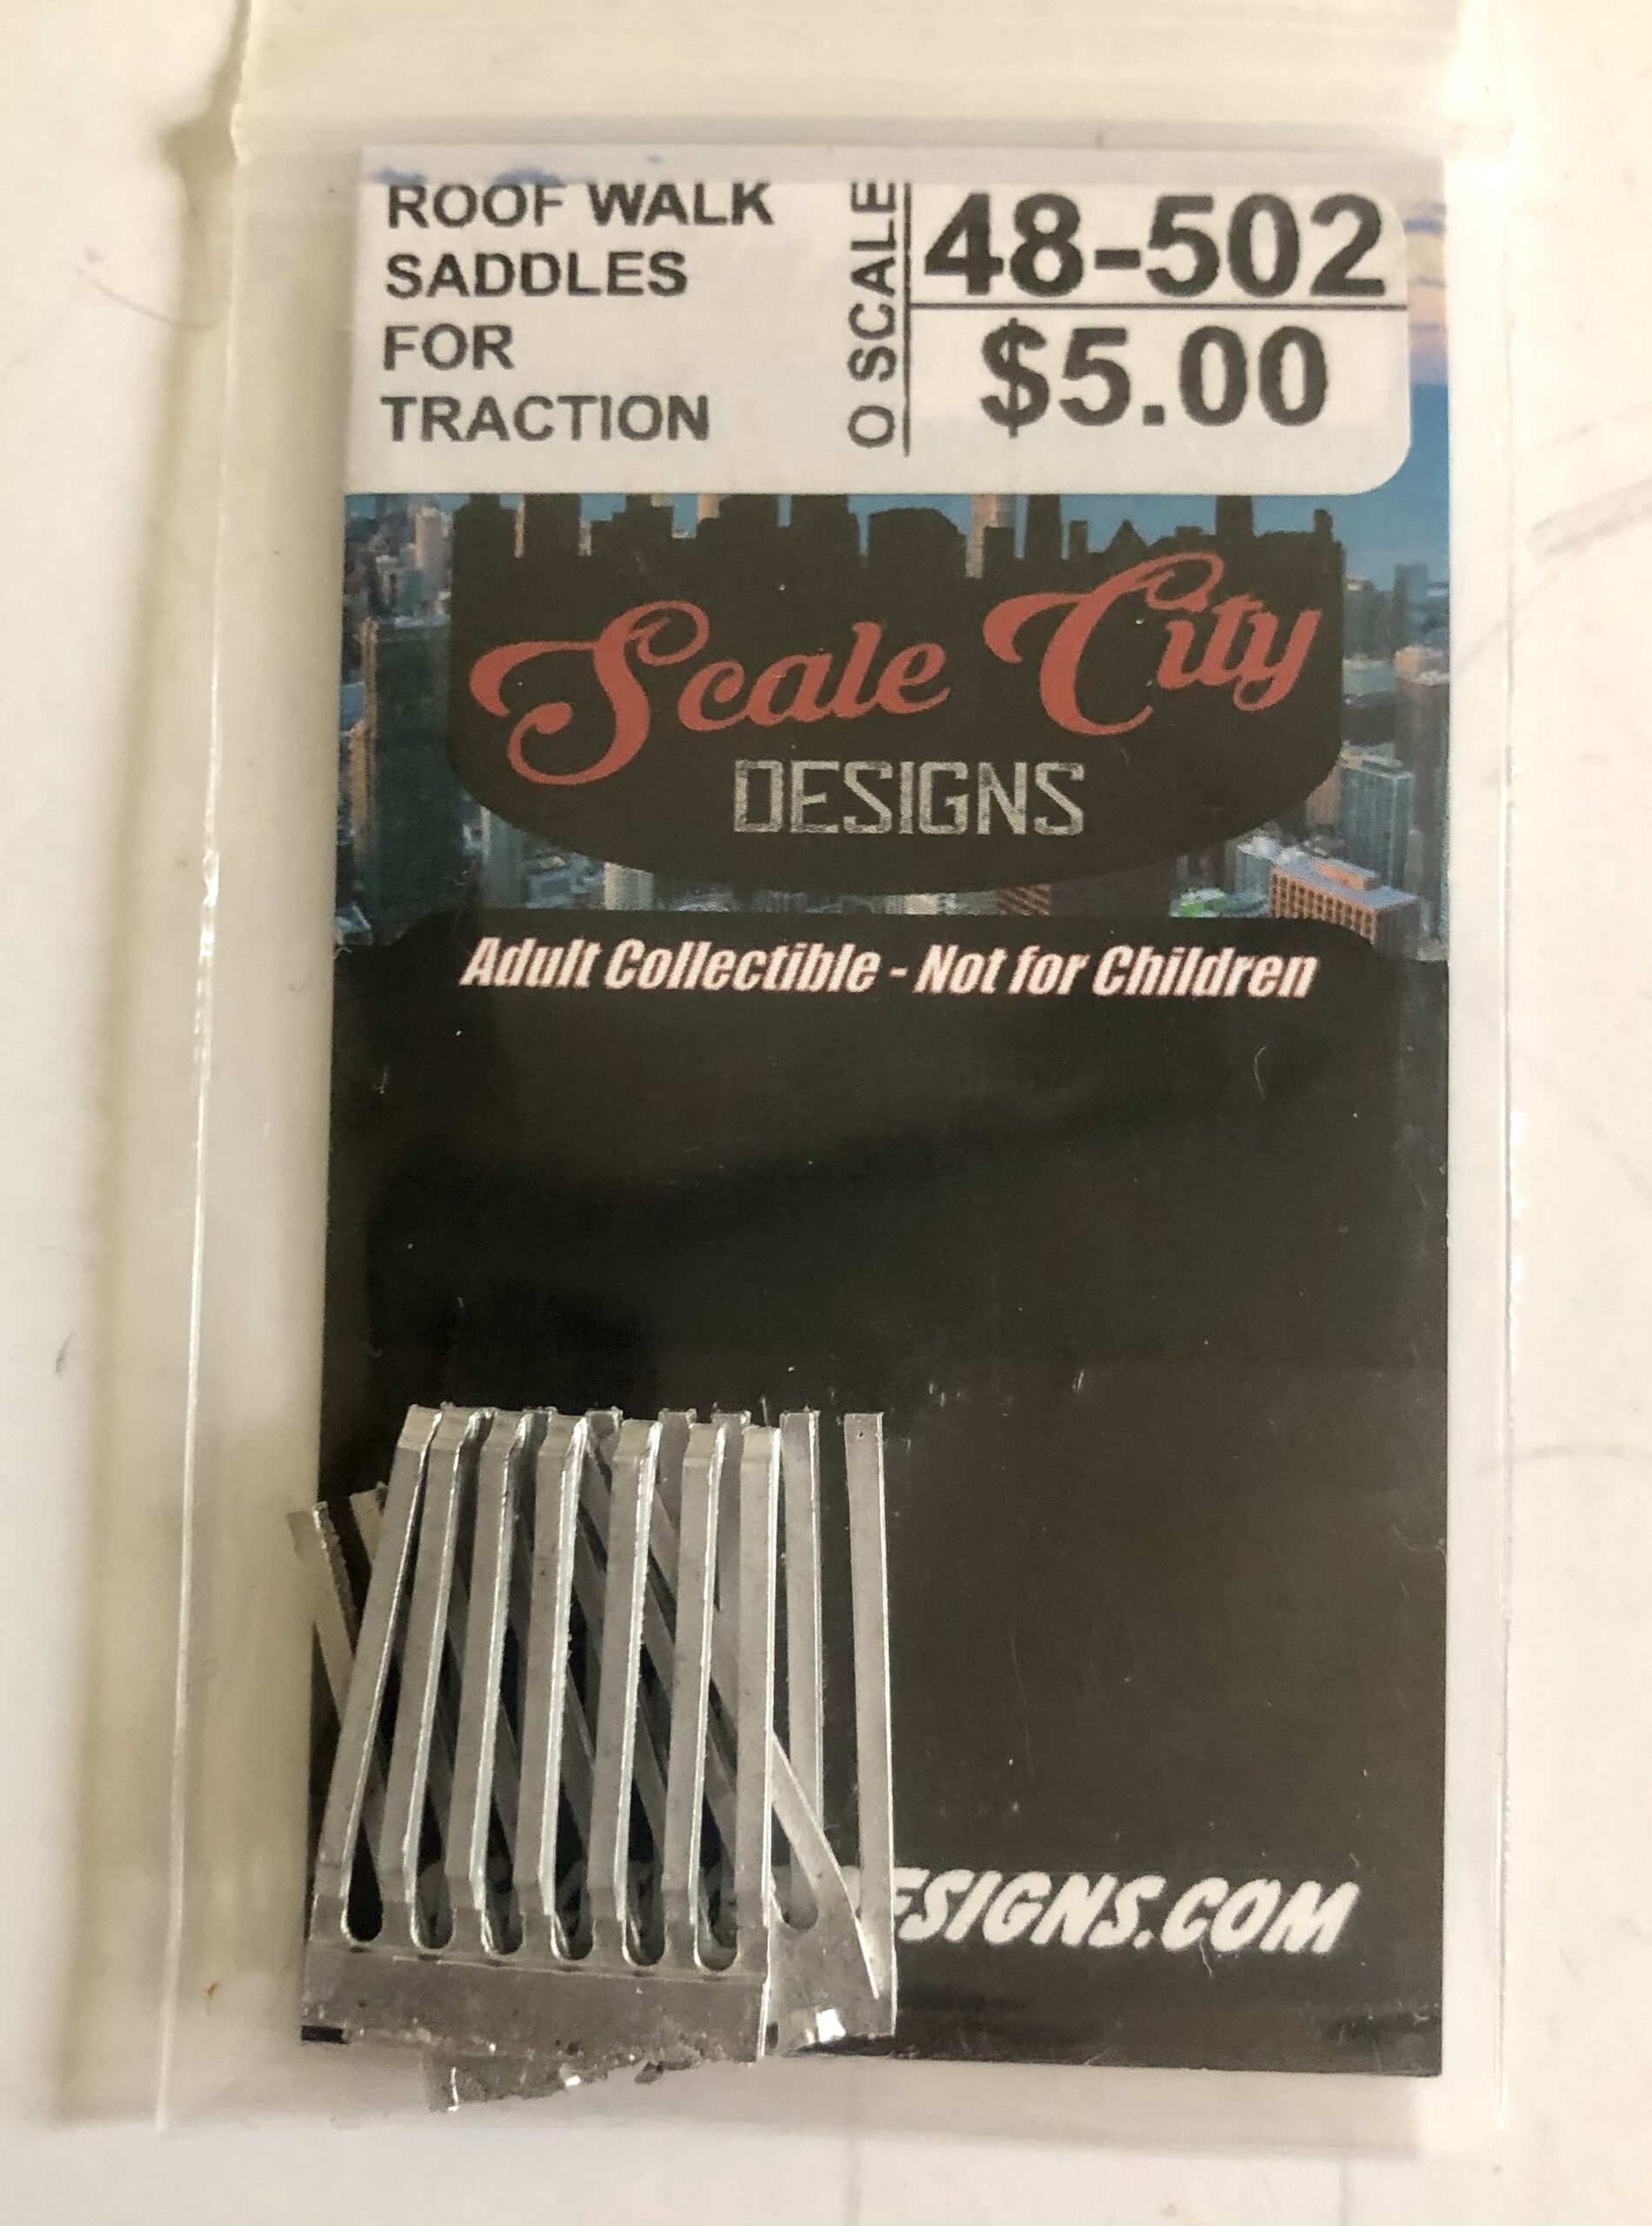 ROOF WALK
SADDLES
FOR
TRACTION
O SCALE
48-502
$5.00
Scale City
DESIGNS
Adult Collectible - Not for Children
ESIGNS.COM